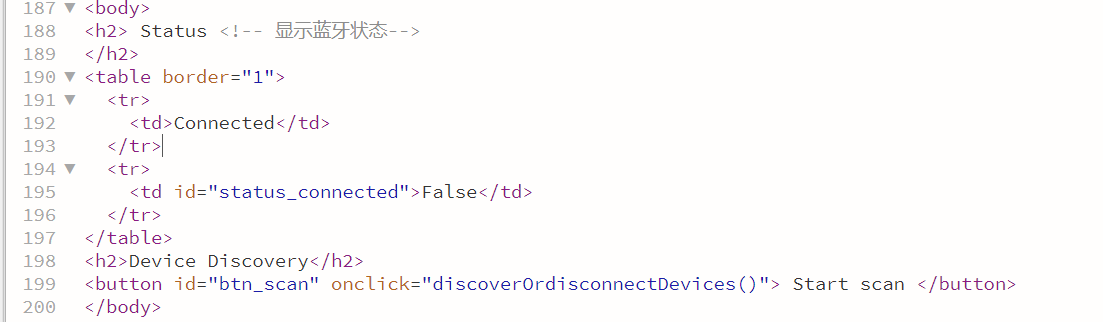 187 ▼ <body>
188 <h2> Status <!-- 显示蓝牙状态-->
189 </h2>
190 ▼ <table border="1">
191 ▼ <tr>
192 <td>Connected</td>
193 </tr>
194 ▼ <tr>
195 <td id="status_connected">False</td>
196 </tr>
197 </table>
198 <h2>Device Discovery</h2>
199 <button id="btn_scan" onclick="discoverOrdisconnectDevices()"> Start scan </button>
200 </body>